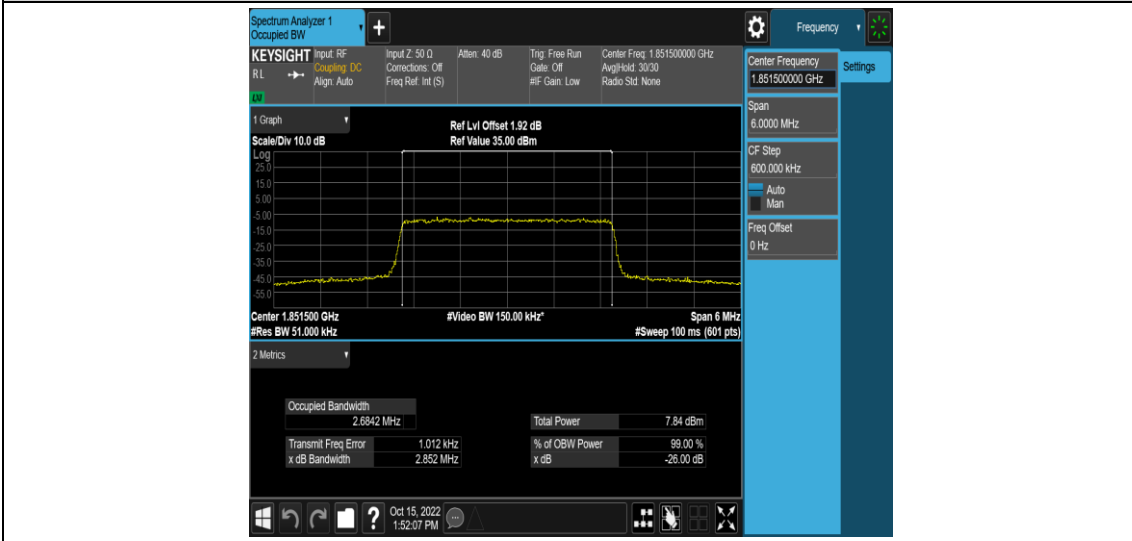 Spectrum Analyzer 1
Occupied BW
+
Frequency
KEYSIGHT Input: RF Input Z: 50 Ω Atten: 40 dB Trig: Free Run Center Freq: 1.851500000 GHz
RL Coupling: DC Corrections: Off Gate: Off Avg|Hold: 30/30
Align: Auto Freq Ref: Int (S) #IF Gain: Low Radio Std: None
LXI
Center Frequency
1.851500000 GHz
Settings
Span
6.0000 MHz
CF Step
600.000 kHz
Auto
Man
Freq Offset
0 Hz
1 Graph
Ref Lvl Offset 1.92 dB
Scale/Div 10.0 dB Ref Value 35.00 dBm
Log
25.0
15.0
5.00
-5.00
-15.0
-25.0
-35.0
-45.0
-55.0
Center 1.851500 GHz #Video BW 150.00 kHz* Span 6 MHz
#Res BW 51.000 kHz #Sweep 100 ms (601 pts)
2 Metrics
Occupied Bandwidth
2.6842 MHz Total Power 7.84 dBm
Transmit Freq Error 1.012 kHz % of OBW Power 99.00 %
x dB Bandwidth 2.852 MHz x dB -26.00 dB
? Oct 15, 2022
1:52:07 PM